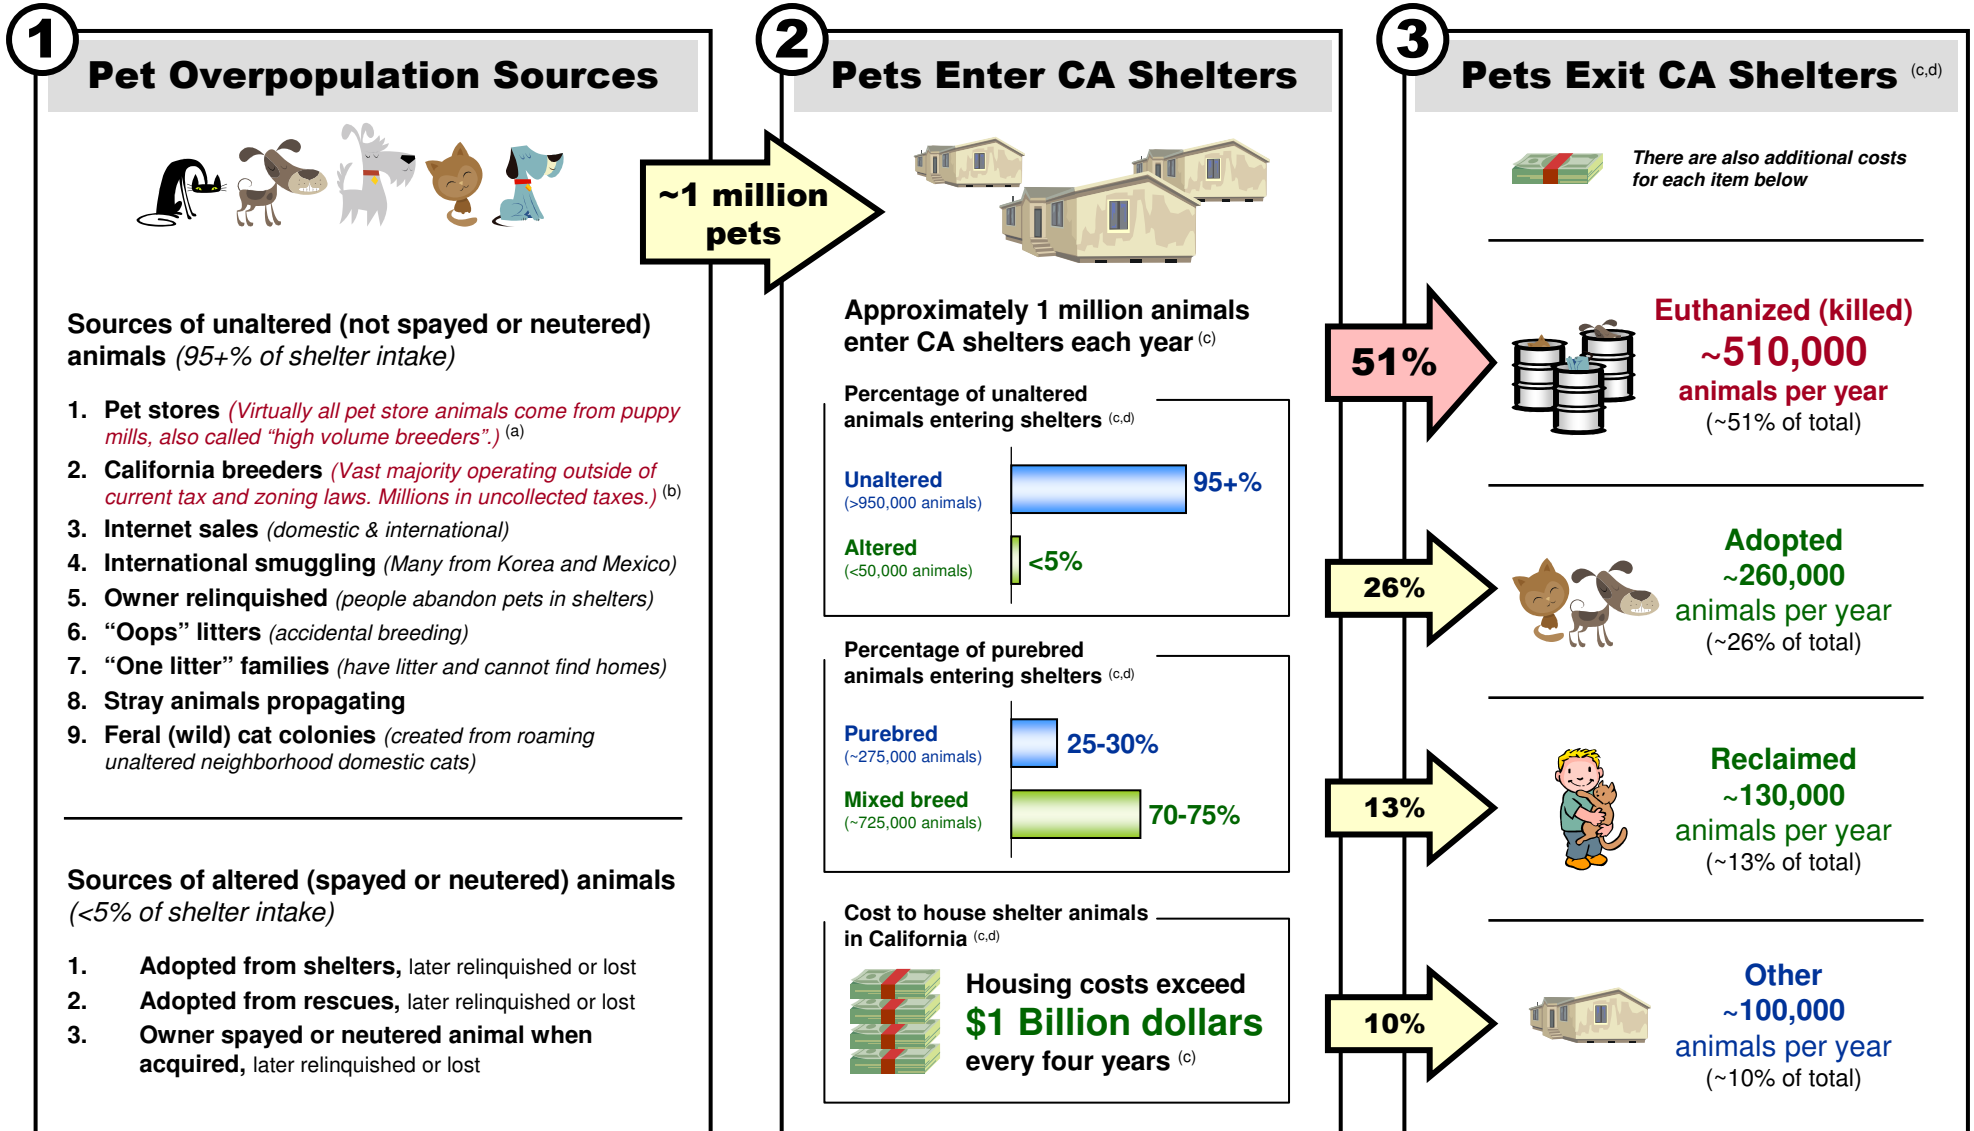 1
Pet Overpopulation Sources
~1 million
pets
Sources of unaltered (not spayed or neutered)
animals (95+% of shelter intake)
1. Pet stores (Virtually all pet store animals come from puppy
mills, also called “high volume breeders”.) (a)
2. California breeders (Vast majority operating outside of
current tax and zoning laws. Millions in uncollected taxes.) (b)
3. Internet sales (domestic & international)
4. International smuggling (Many from Korea and Mexico)
5. Owner relinquished (people abandon pets in shelters)
6. “Oops” litters (accidental breeding)
7. “One litter” families (have litter and cannot find homes)
8. Stray animals propagating
9. Feral (wild) cat colonies (created from roaming
unaltered neighborhood domestic cats)
Sources of altered (spayed or neutered) animals
(<5% of shelter intake)
1. Adopted from shelters, later relinquished or lost
2. Adopted from rescues, later relinquished or lost
3. Owner spayed or neutered animal when
acquired, later relinquished or lost
2
Pets Enter CA Shelters
Approximately 1 million animals
enter CA shelters each year (c)
Percentage of unaltered
animals entering shelters (c,d)
Unaltered
(>950,000 animals)
95+%
Altered
(<50,000 animals)
<5%
Percentage of purebred
animals entering shelters (c,d)
Purebred
(~275,000 animals)
25-30%
Mixed breed
(~725,000 animals)
70-75%
Cost to house shelter animals
in California (c,d)
Housing costs exceed
$1 Billion dollars
every four years (c)
3
Pets Exit CA Shelters (c,d)
There are also additional costs
for each item below
51%
Euthanized (killed)
~510,000
animals per year
(~51% of total)
26%
Adopted
~260,000
animals per year
(~26% of total)
13%
Reclaimed
~130,000
animals per year
(~13% of total)
10%
Other
~100,000
animals per year
(~10% of total)